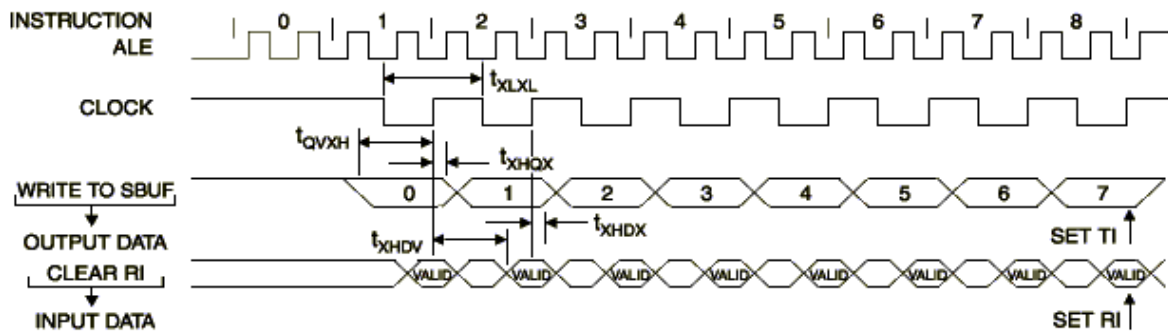 INSTRUCTION 0 1 2 3 4 5 6 7 8
ALE
tXLXL
CLOCK
tQVXH
tXHQX
WRITE TO SBUF
0 1 2 3 4 5 6 7
tXHDX
OUTPUT DATA
tXHDV
SET TI
CLEAR RI
VALID VALID VALID VALID VALID VALID VALID VALID
INPUT DATA
SET RI